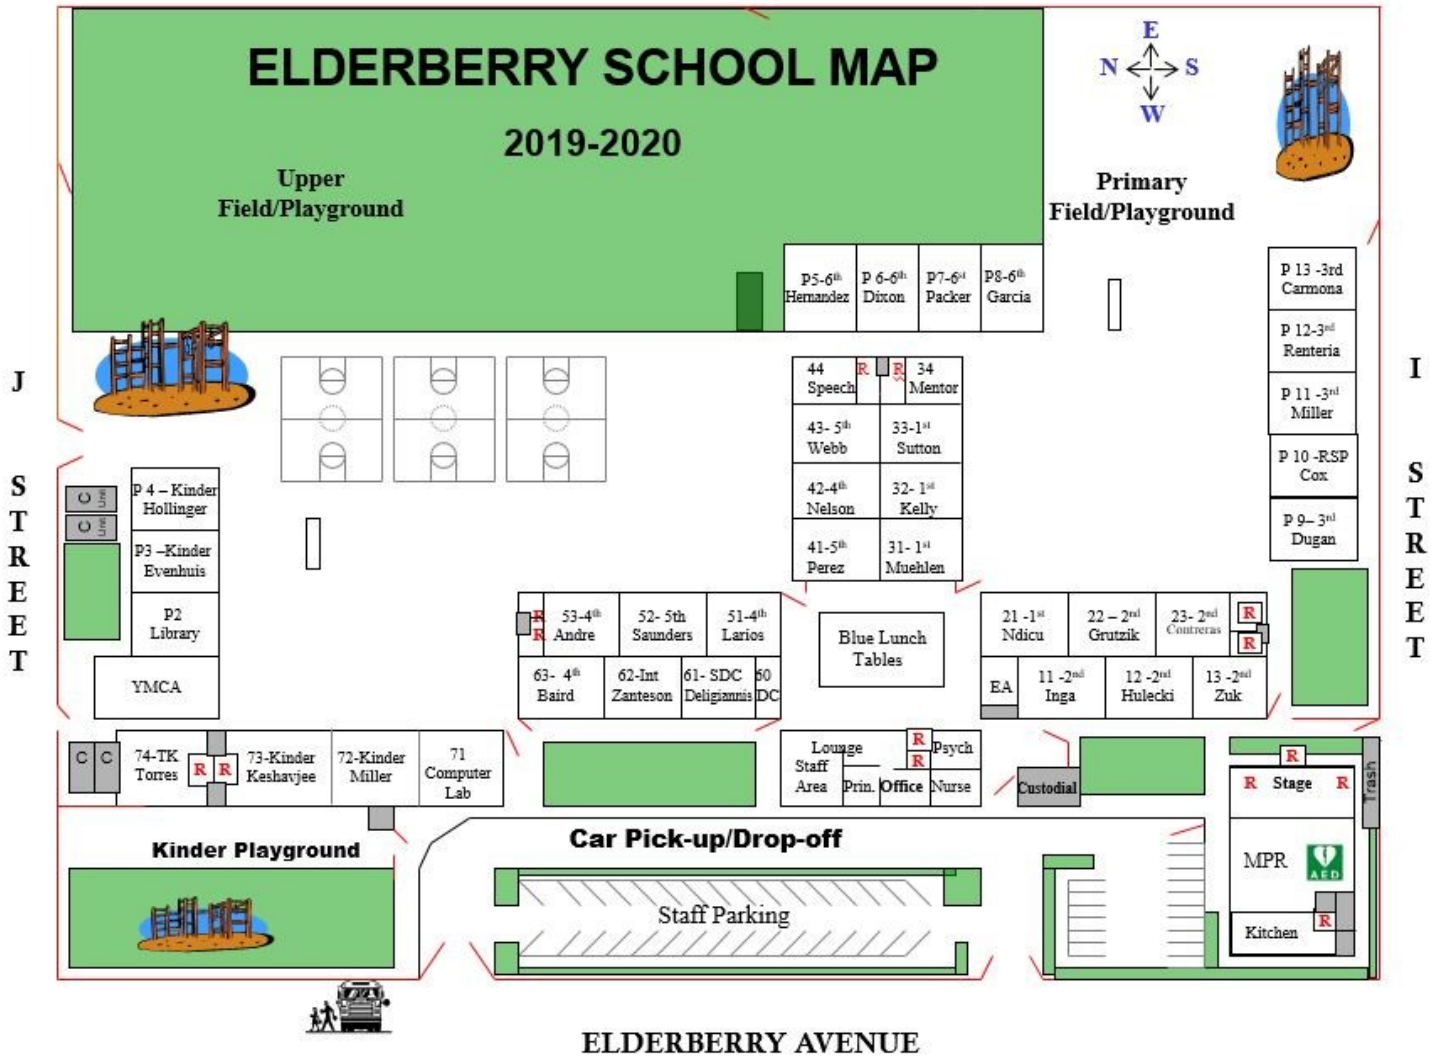 ELDERBERRY SCHOOL MAP
2019-2020
E
N S
W
Upper
Field/Playground
Primary
Field/Playground
P5-6th
Hernandez
P 6-6th
Dixon
P7-6st
Packer
P8-6th
Garcia
P 13 -3rd
Carmona
P 12-3rd
Renteria
P 11 -3rd
Miller
P 10 -RSP
Cox
P 9– 3rd
Dugan
J
STREET
I
STREET
44
Speech
R
R
34
Mentor
43- 5th
Webb
33-1st
Sutton
42-4th
Nelson
32- 1st
Kelly
41-5th
Perez
31- 1st
Muehlen
C
Unit
C
Unit
P 4 – Kinder
Hollinger
P3 –Kinder
Evenhuis
P2
Library
YMCA
R
R
53-4th
Andre
52- 5th
Saunders
51-4th
Larios
63- 4th
Baird
62-Int
Zanteson
61- SDC
Deligiannis
60
DC
Blue Lunch
Tables
21 -1st
Ndicu
22 – 2nd
Grutzik
23- 2nd
Contreras
R
R
EA
11 -2nd
Inga
12 -2nd
Hulecki
13 -2nd
Zuk
C C
74-TK
Torres
R R
73-Kinder
Keshavjee
72-Kinder
Miller
71
Computer
Lab
Lounge
Staff
Area
R
R
Psych
Prin.
Office
Nurse
Custodial
R
R Stage R
Trash
MPR
AED
R
Kitchen
Kinder Playground
Car Pick-up/Drop-off
Staff Parking
ELDERBERRY AVENUE